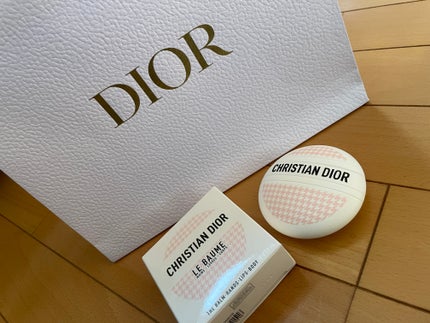 DIOR
CHRISTIAN DIOR
CHRISTIAN DIOR
LE BAUME
THE BALM·HANDS·LIPS·BODY